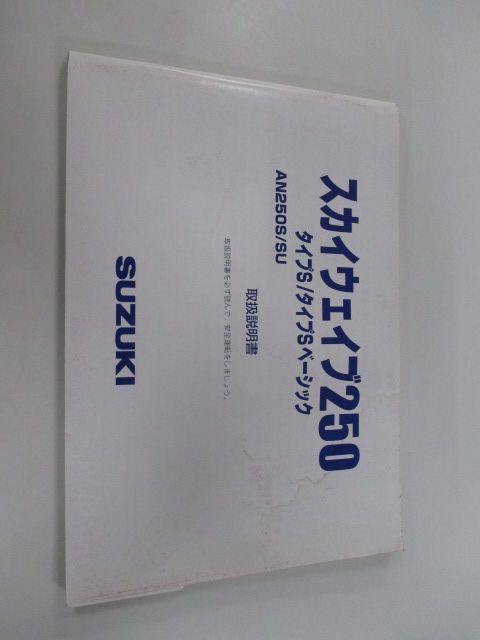 スカイウェイブ250
タイプS/タイプSベーシック
AN250S/SU
取扱説明書
取扱説明書を必ず読んで、安全運転をしましょう。
SUZUKI